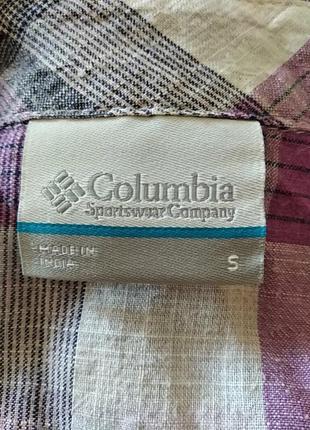 Columbia
Sportswear Company
MADE IN
INDIA
S